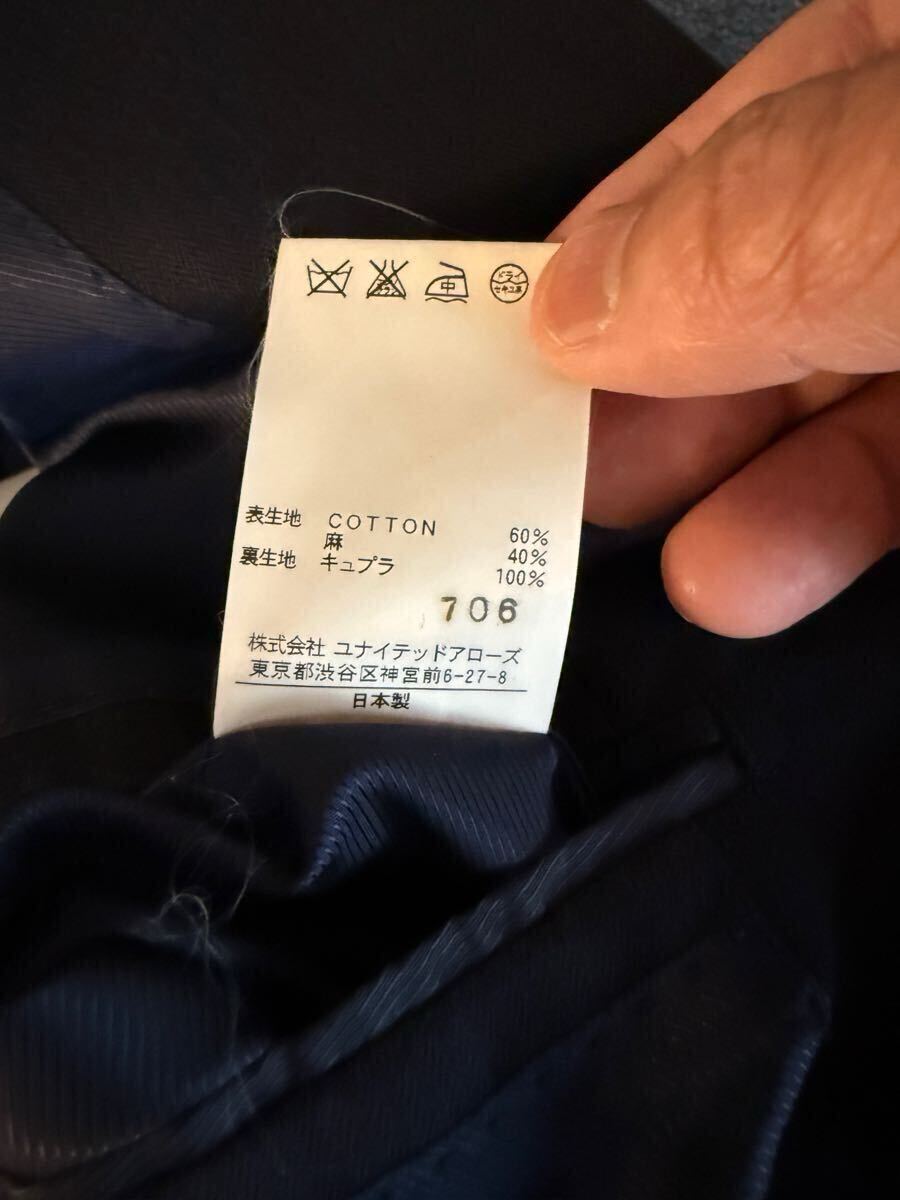 中 ドライ
セキユ系
表生地 COTTON 60%
麻 40%
裏生地 キュプラ 100%
706
株式会社 ユナイテッドアローズ
東京都渋谷区神宮前6-27-8
日本製